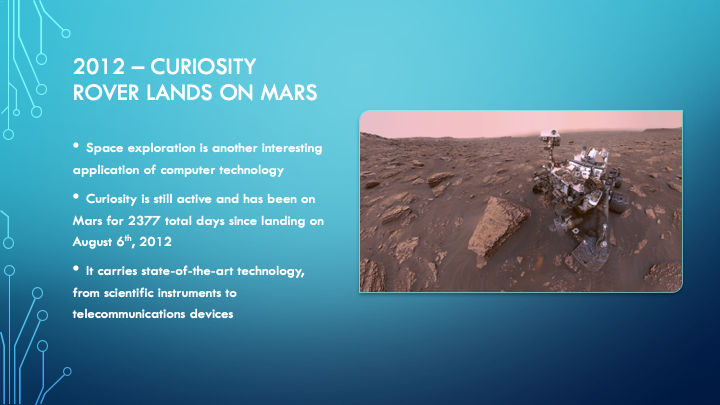 2012 – CURIOSITY
ROVER LANDS ON MARS
• Space exploration is another interesting
application of computer technology
• Curiosity is still active and has been on
Mars for 2377 total days since landing on
August 6th, 2012
• It carries state-of-the-art technology,
from scientific instruments to
telecommunications devices